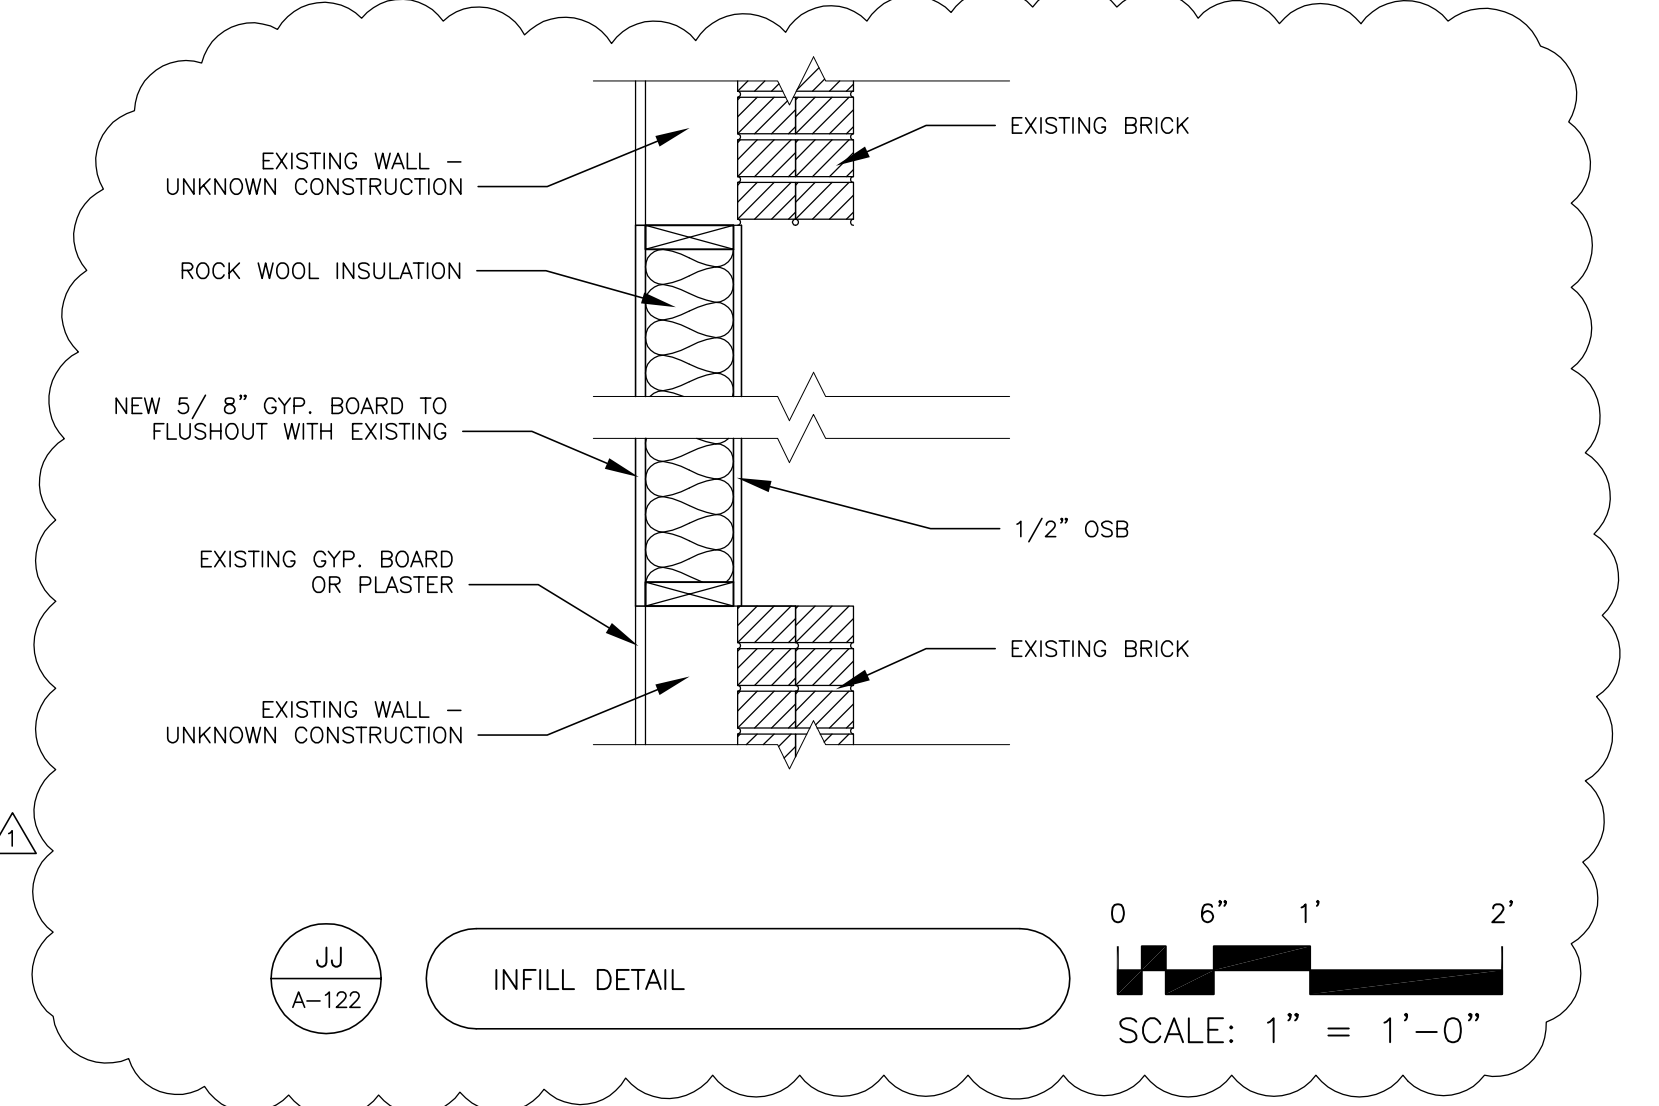 EXISTING BRICK
EXISTING WALL –
UNKNOWN CONSTRUCTION
ROCK WOOL INSULATION
NEW 5/ 8" GYP. BOARD TO
FLUSHOUT WITH EXISTING
1/2" OSB
EXISTING GYP. BOARD
OR PLASTER
EXISTING BRICK
EXISTING WALL –
UNKNOWN CONSTRUCTION
1
JJ
A–122
INFILL DETAIL
0 6" 1' 2'
SCALE: 1" = 1'–0"